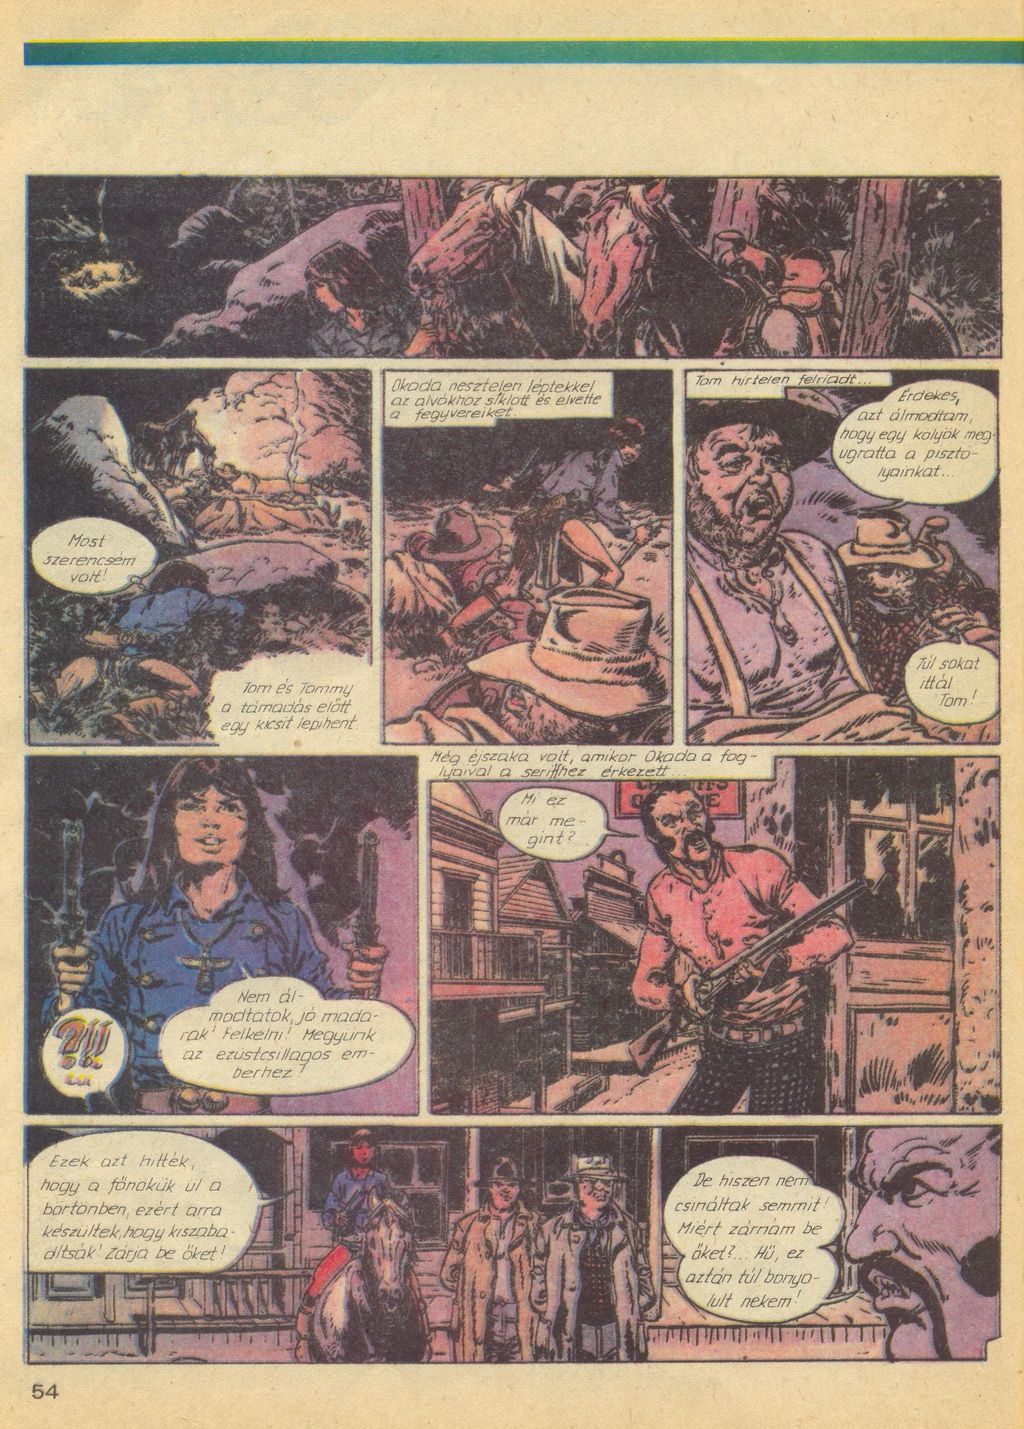 Most
szerencsém
volt!
Tom és Tommy
a támadás előtt
egy kicsit lepihent.
Okada nesztelen léptekkel
az alvókhoz siklott és elvette
a fegyvereiket.
Tom hirtelen felriadt...
Érdekes,
azt álmodtam,
hogy egy kölyök meg-
ugratta a piszto-
lyainkat...
Túl sokat
ittál
Tom!
Nem ál-
modtatok, jó mada-
rak! Felkelni! Megyünk
az ezüstcsillagos em-
berhez!
?!!
Még éjszaka volt, amikor Okada a fog-
lyaival a seriffhez érkezett...
Mi ez
már me-
gint?...
Ezek azt hitték,
hogy a főnökük ül a
börtönben, ezért arra
készültek, hogy kiszaba-
dítsák! Zárja be őket!
De hiszen nem
csináltak semmit!
Miért zárnám be
őket?... Hű, ez
aztán túl bonyo-
lult nekem!
54